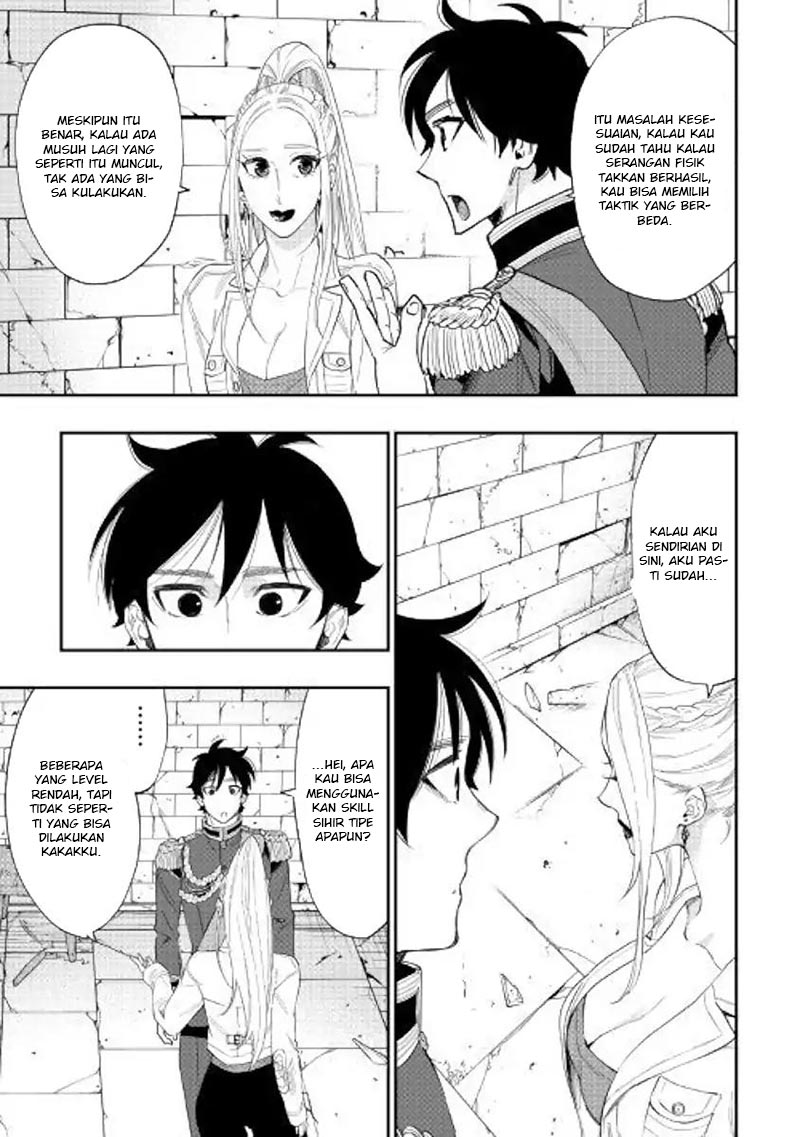 ITU MASALAH KESE-
SUAIAN, KALAU KAU
SUDAH TAHU KALAU
SERANGAN FISIK
TAKKAN BERHASIL,
KAU BISA MEMILIH
TAKTIK YANG BER-
BEDA.
MESKIPUN ITU
BENAR, KALAU ADA
MUSUH LAGI YANG
SEPERTI ITU MUNCUL,
TAK ADA YANG BI-
SA KULAKUKAN.
KALAU AKU
SENDIRIAN DI
SINI, AKU PAS-
TI SUDAH...
...HEI, APA
KAU BISA
MENGGUNA-
KAN SKILL
SIHIR TIPE
APAPUN?
......
BEBERAPA
YANG LEVEL
RENDAH, TAPI
TIDAK SEPER-
TI YANG BISA
DILAKUKAN
KAKAKKU.